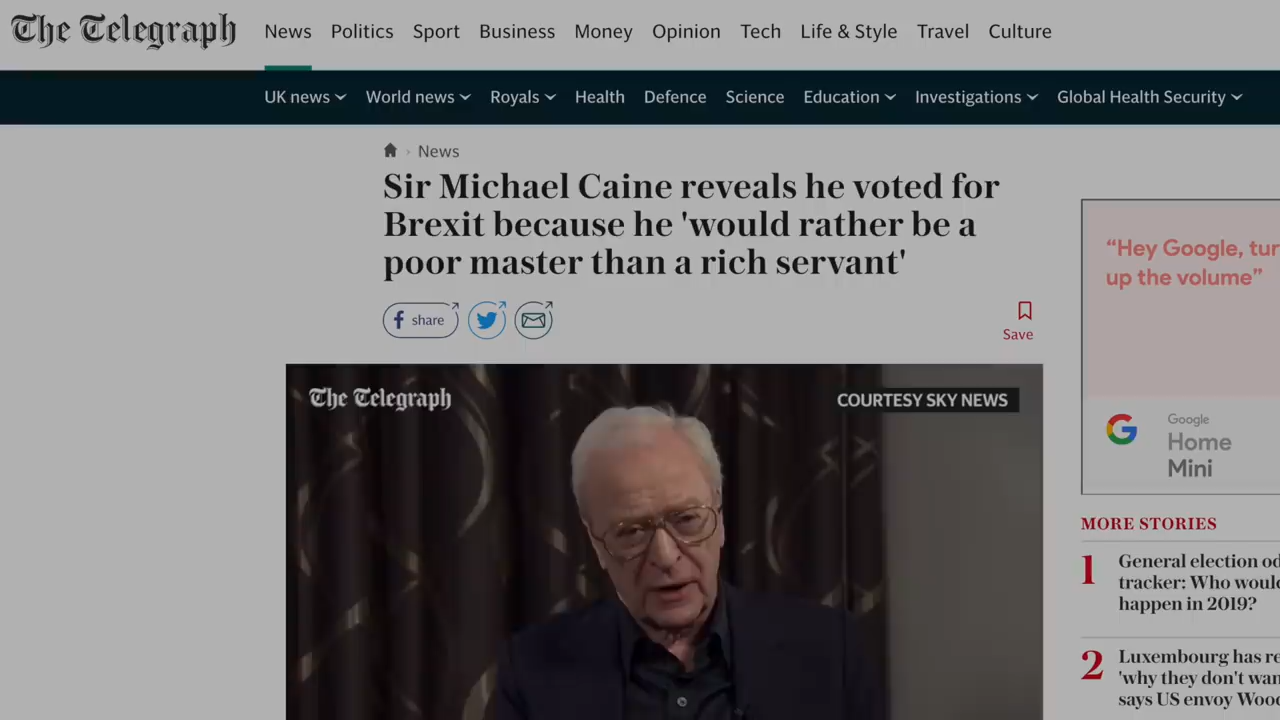 The Telegraph
News Politics Sport Business Money Opinion Tech Life & Style Travel Culture
UK news World news Royals Health Defence Science Education Investigations Global Health Security
News
Sir Michael Caine reveals he voted for
Brexit because he 'would rather be a
poor master than a rich servant'
share
Save
The Telegraph
COURTESY SKY NEWS
“Hey Google, tur
up the volume”
Google
Home
Mini
MORE STORIES
1
General election od
tracker: Who would
happen in 2019?
2
Luxembourg has re
'why they don't wan
says US envoy Wood